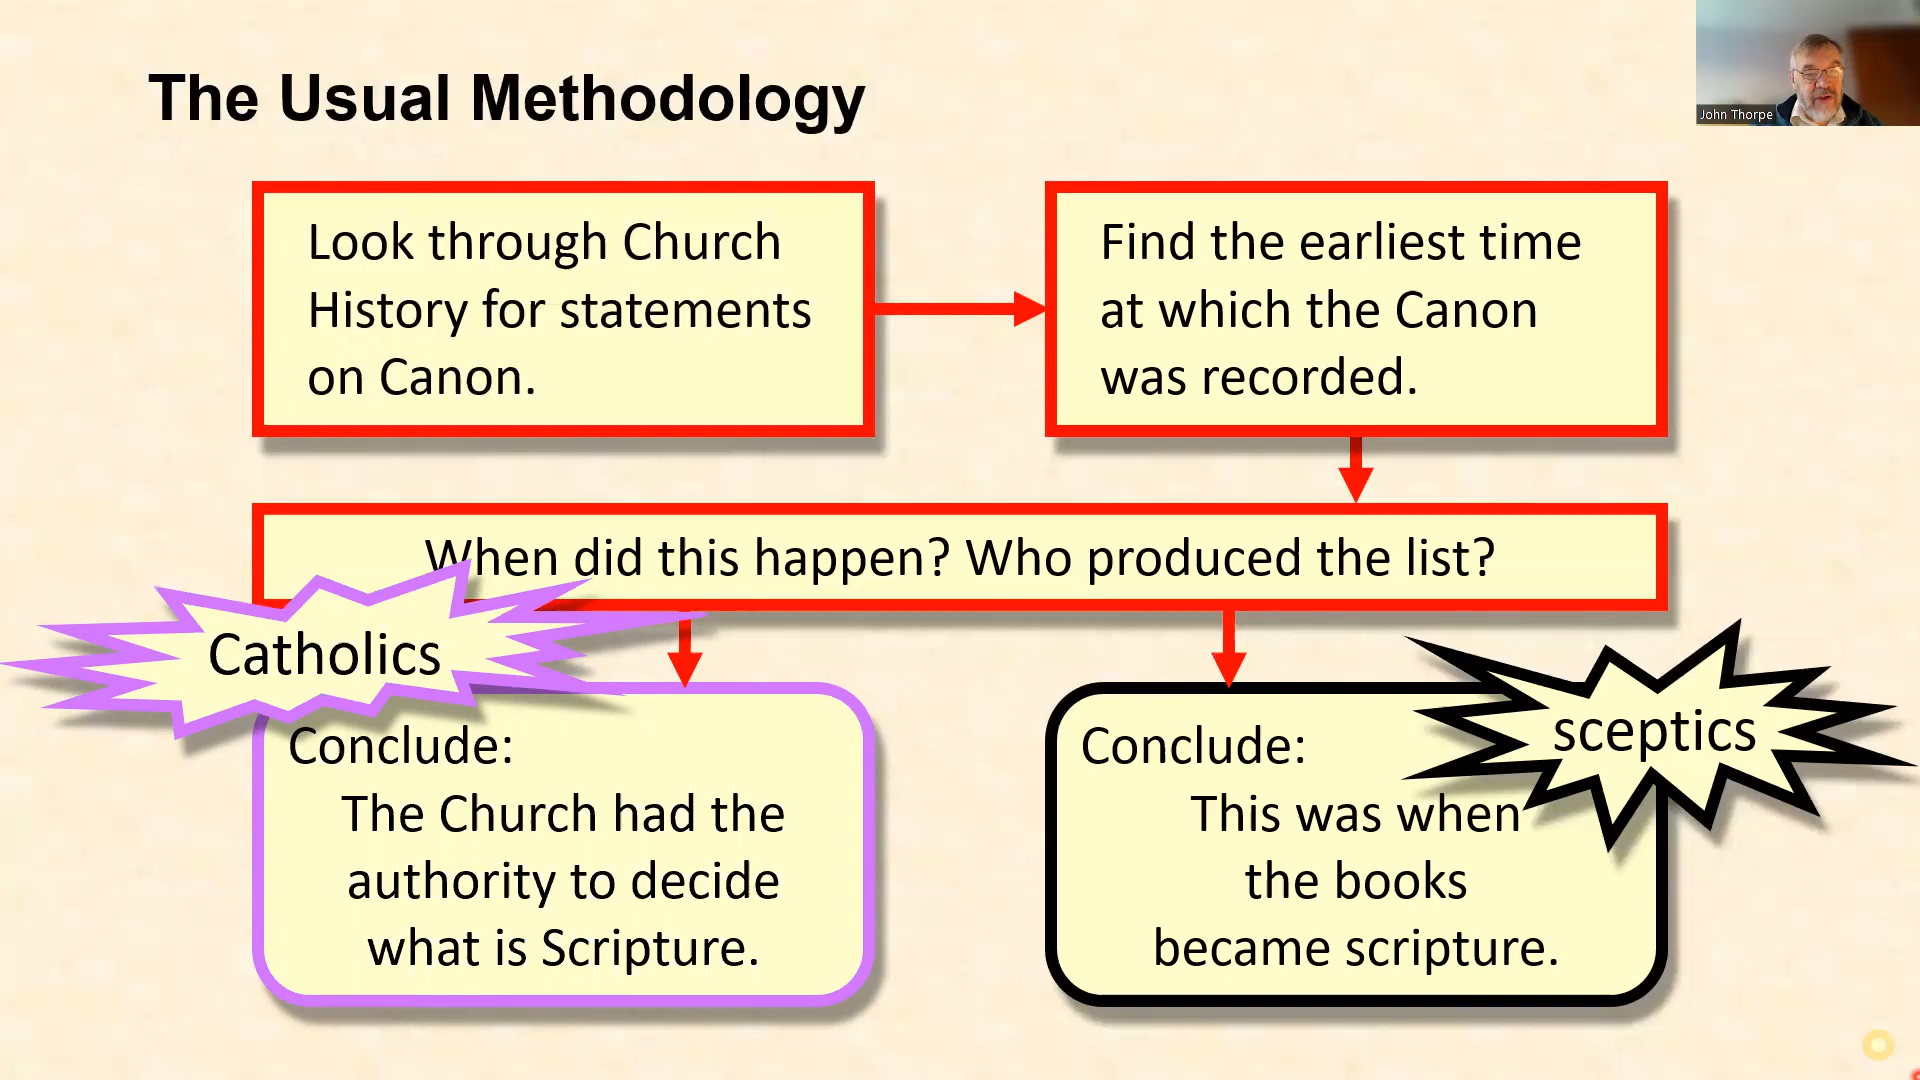 The Usual Methodology
John Thorpe
Look through Church
History for statements
on Canon.
Find the earliest time
at which the Canon
was recorded.
When did this happen? Who produced the list?
Catholics
Conclude:
The Church had the
authority to decide
what is Scripture.
sceptics
Conclude:
This was when
the books
became scripture.